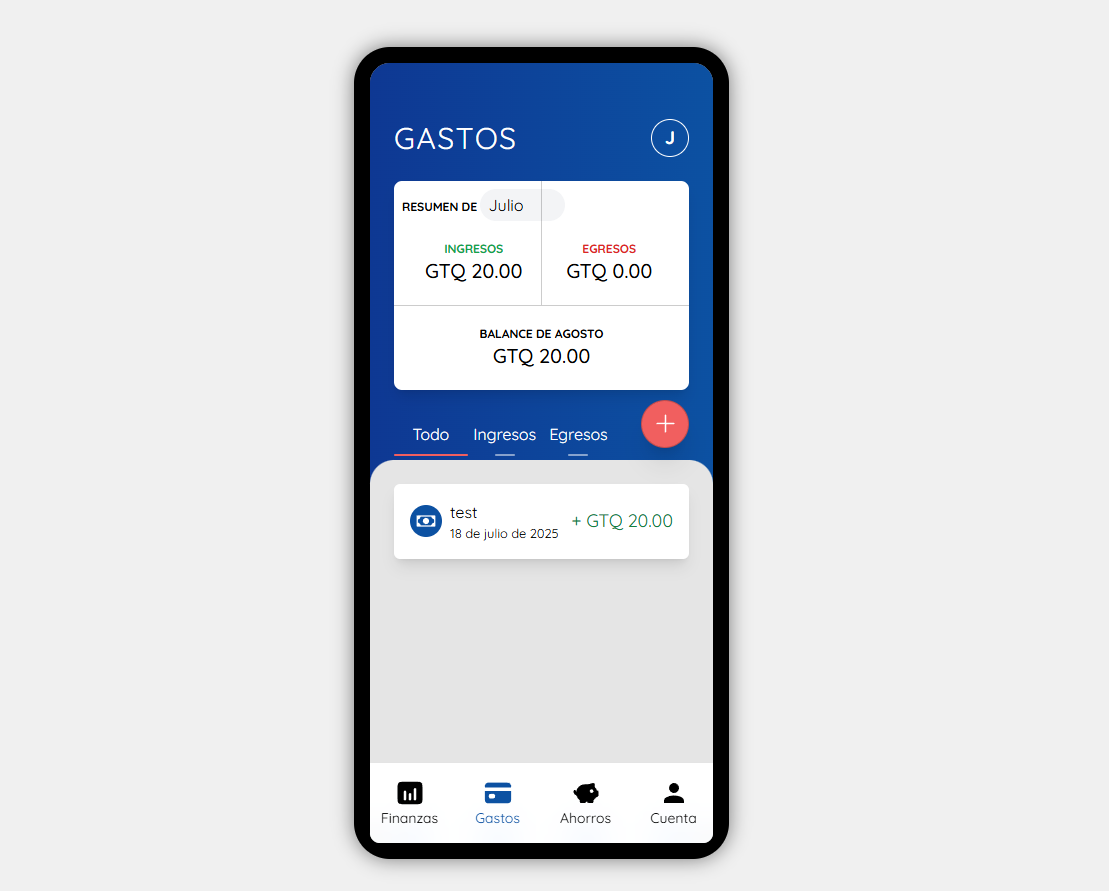 GASTOS
J
RESUMEN DE Julio
INGRESOS
GTQ 20.00
EGRESOS
GTQ 0.00
BALANCE DE AGOSTO
GTQ 20.00
Todo Ingresos Egresos
test
18 de julio de 2025
+ GTQ 20.00
Finanzas Gastos Ahorros Cuenta